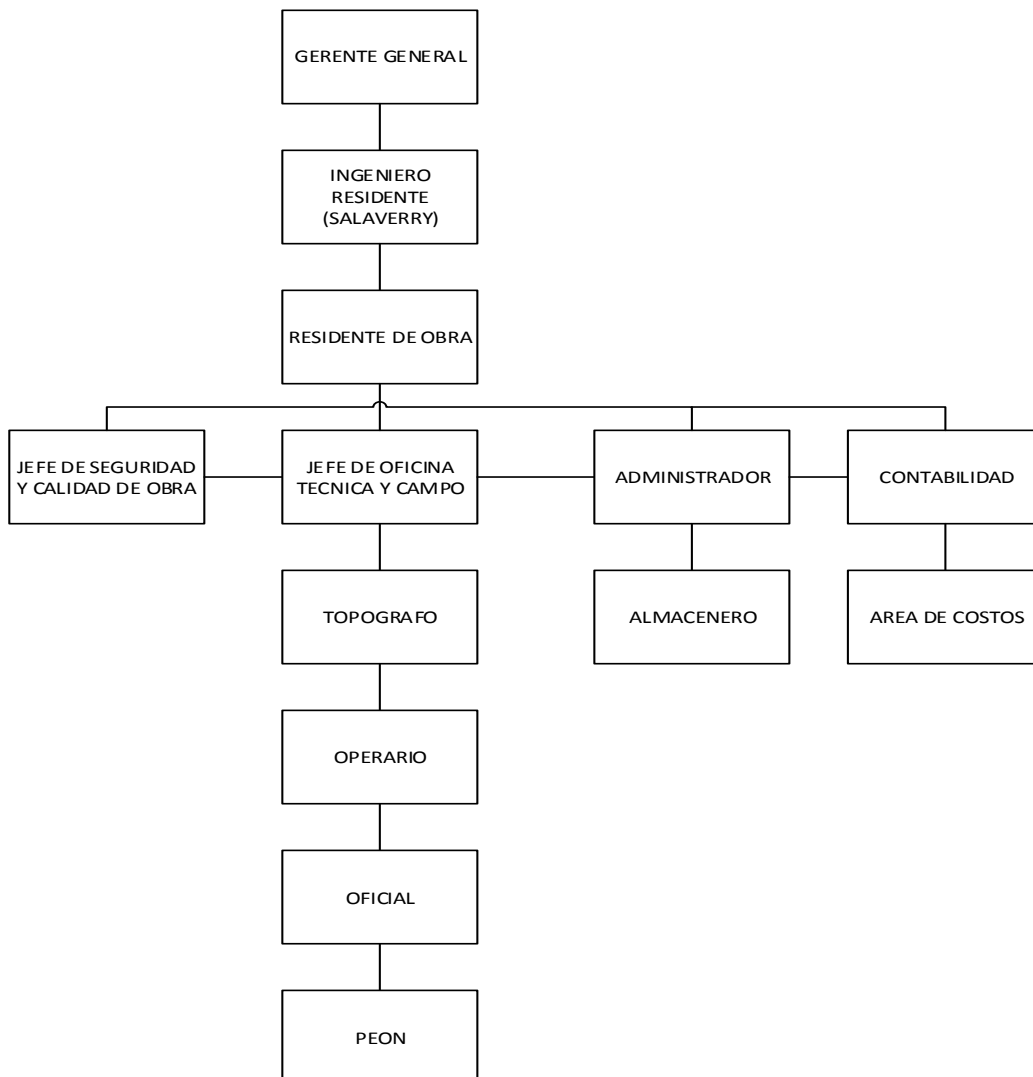 GERENTE GENERAL
INGENIERO
RESIDENTE
(SALAVERRY)
RESIDENTE DE OBRA
JEFE DE SEGURIDAD
Y CALIDAD DE OBRA
JEFE DE OFICINA
TECNICA Y CAMPO
ADMINISTRADOR
CONTABILIDAD
TOPOGRAFO
ALMACENERO
AREA DE COSTOS
OPERARIO
OFICIAL
PEON